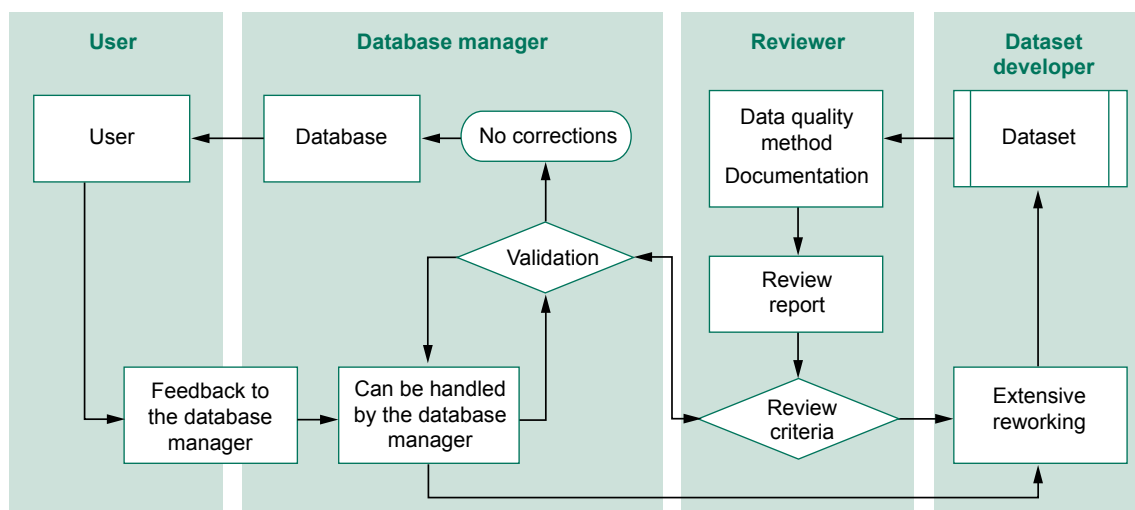 User
Database manager
Reviewer
Dataset
developer
User
Database
No corrections
Data quality
method
Documentation
Dataset
Validation
Review
report
Feedback to
the database
manager
Can be handled
by the database
manager
Review
criteria
Extensive
reworking